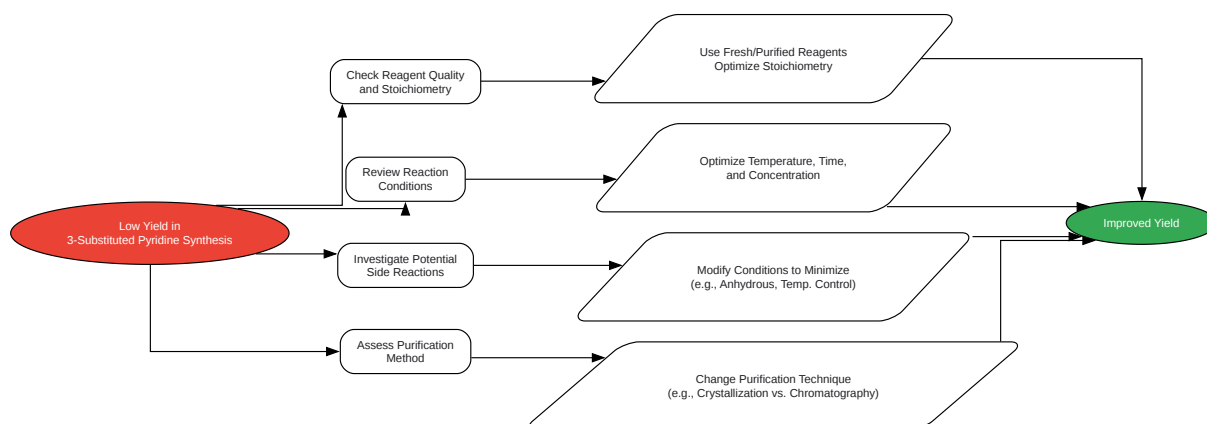 Low Yield in
3-Substituted Pyridine Synthesis
Check Reagent Quality
and Stoichiometry
Use Fresh/Purified Reagents
Optimize Stoichiometry
Review Reaction
Conditions
Optimize Temperature, Time,
and Concentration
Investigate Potential
Side Reactions
Modify Conditions to Minimize
(e.g., Anhydrous, Temp. Control)
Assess Purification
Method
Change Purification Technique
(e.g., Crystallization vs. Chromatography)
Improved Yield